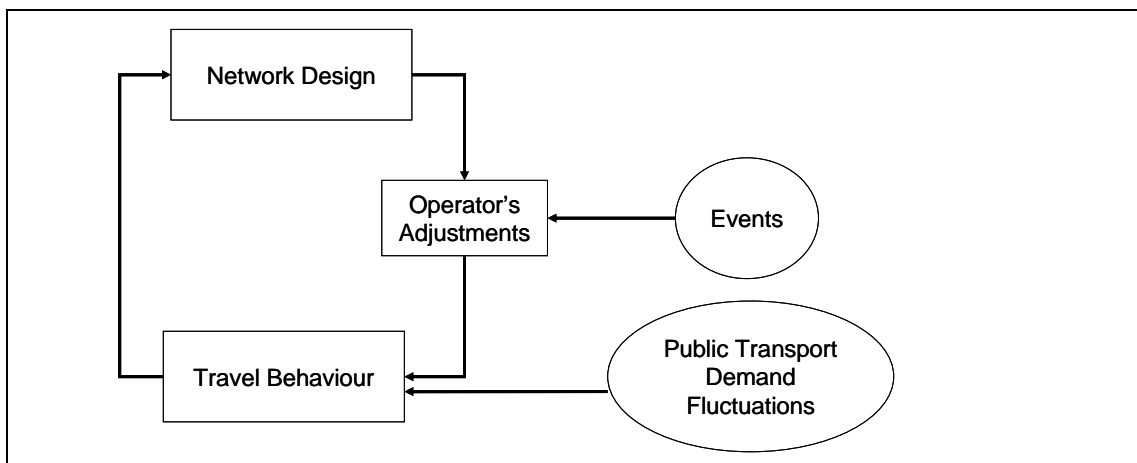 Network Design
Operator's
Adjustments
Events
Public Transport
Demand
Fluctuations
Travel Behaviour